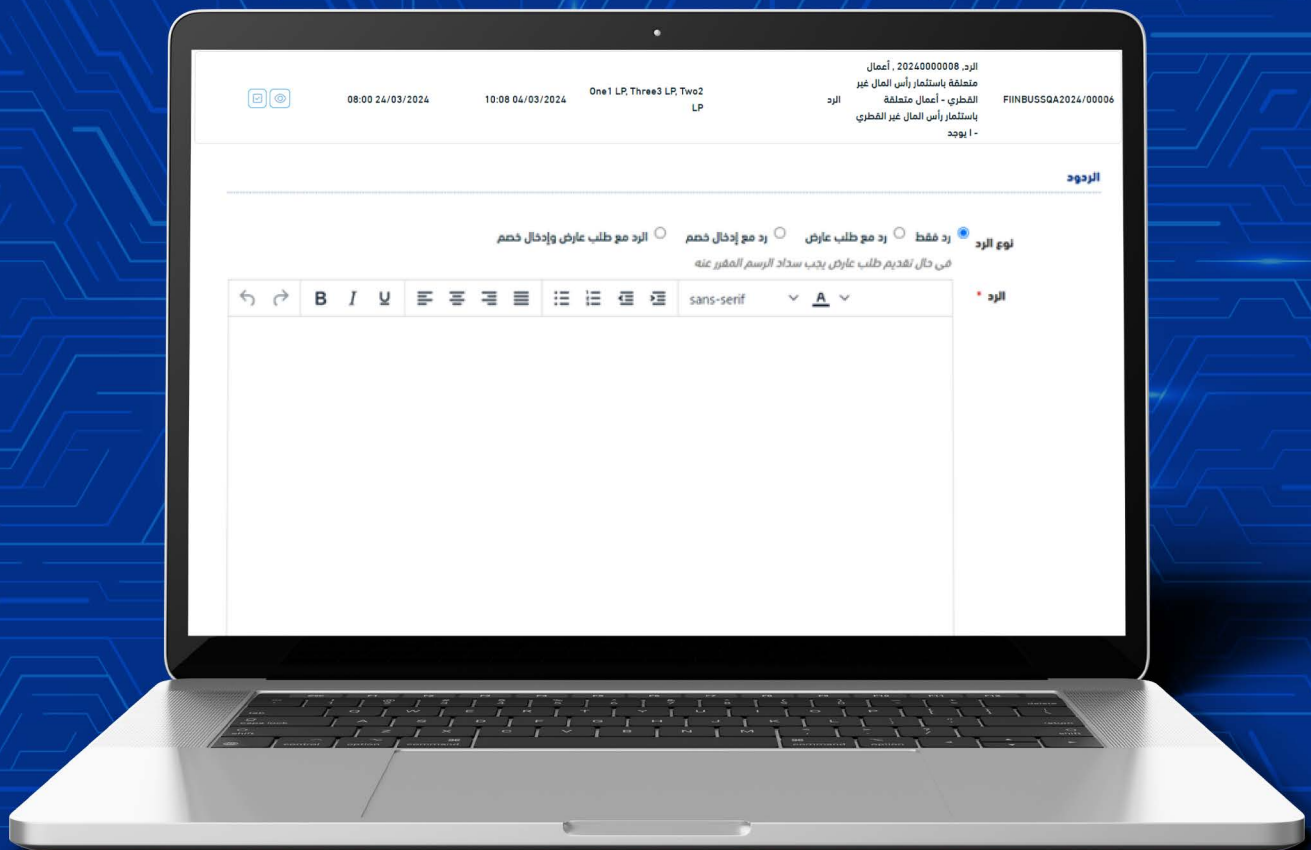 الرد, 20240000008 , أعمال
متعلقة باستثمار رأس المال غير
FIINBUSSQA2024/00006 القطري - أعمال متعلقة الرد One1 LP, Three3 LP, Two2 10:08 04/03/2024 08:00 24/03/2024
باستثمار رأس المال غير القطري LP
- ا يوجد
الردود
نوع الرد رد فقط رد مع طلب عارض رد مع إدخال خصم الرد مع طلب عارض وإدخال خصم
في حال تقديم طلب عارض يجب سداد الرسم المقرر عنه
الرد *
B I U sans-serif A